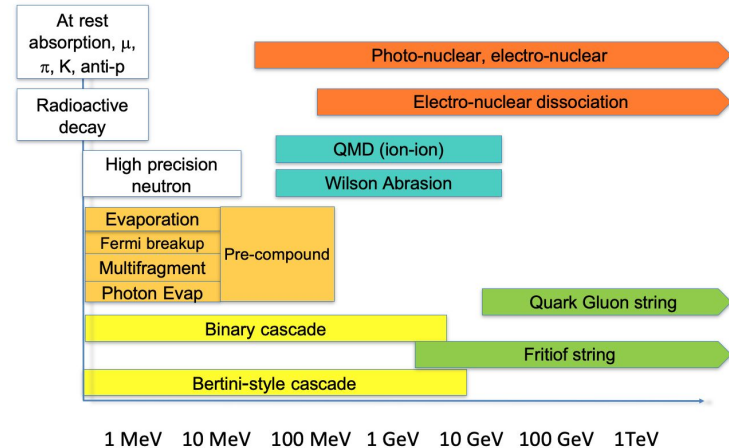 At rest
absorption, μ,
π, K, anti-p
Photo-nuclear, electro-nuclear
Radioactive
decay
Electro-nuclear dissociation
QMD (ion-ion)
High precision
neutron
Wilson Abrasion
Evaporation
Fermi breakup
Multifragment
Photon Evap
Pre-compound
Quark Gluon string
Binary cascade
Fritiof string
Bertini-style cascade
1 MeV 10 MeV 100 MeV 1 GeV 10 GeV 100 GeV 1TeV